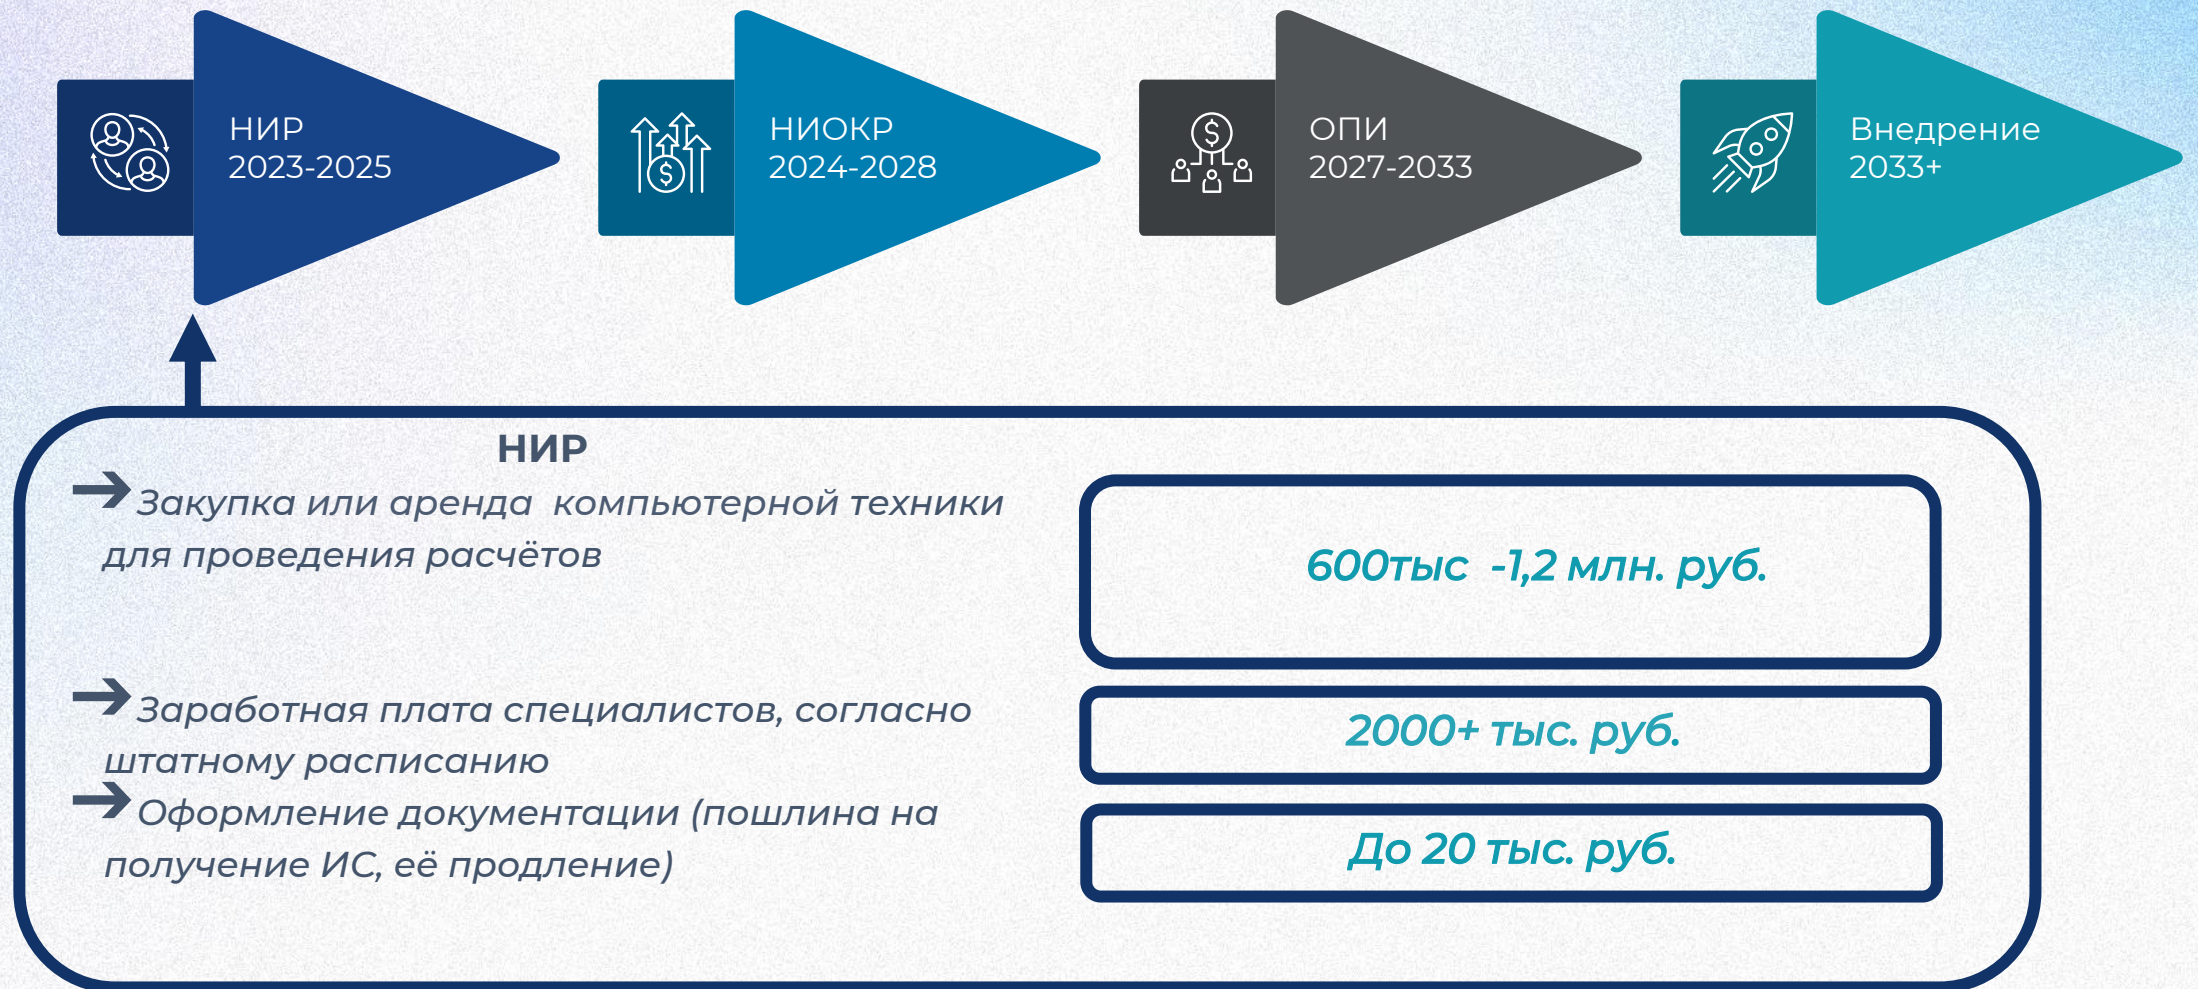 НИР
2023-2025
НИОКР
2024-2028
ОПИ
2027-2033
Внедрение
2033+
НИР
Закупка или аренда компьютерной техники
для проведения расчётов
600тыс -1,2 млн. руб.
Заработная плата специалистов, согласно
штатному расписанию
2000+ тыс. руб.
Оформление документации (пошлина на
получение ИС, её продление)
До 20 тыс. руб.